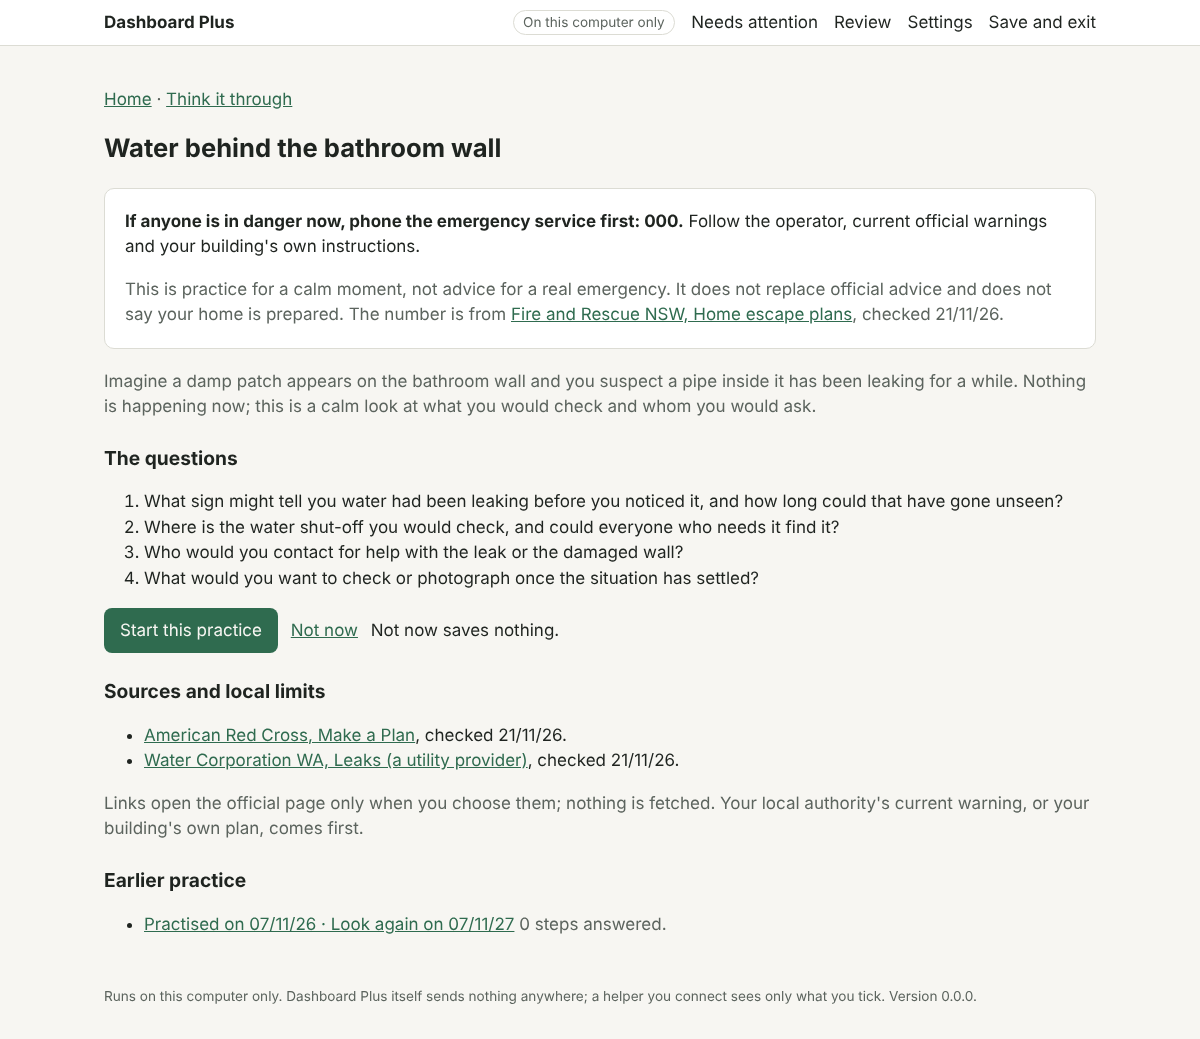 Dashboard Plus
On this computer only
Needs attention
Review
Settings
Save and exit
Home · Think it through
Water behind the bathroom wall
If anyone is in danger now, phone the emergency service first: 000. Follow the operator, current official warnings
and your building's own instructions.
This is practice for a calm moment, not advice for a real emergency. It does not replace official advice and does not
say your home is prepared. The number is from Fire and Rescue NSW, Home escape plans, checked 21/11/26.
Imagine a damp patch appears on the bathroom wall and you suspect a pipe inside it has been leaking for a while. Nothing
is happening now; this is a calm look at what you would check and whom you would ask.
The questions
1. What sign might tell you water had been leaking before you noticed it, and how long could that have gone unseen?
2. Where is the water shut-off you would check, and could everyone who needs it find it?
3. Who would you contact for help with the leak or the damaged wall?
4. What would you want to check or photograph once the situation has settled?
Start this practice
Not now
Not now saves nothing.
Sources and local limits
• American Red Cross, Make a Plan, checked 21/11/26.
• Water Corporation WA, Leaks (a utility provider), checked 21/11/26.
Links open the official page only when you choose them; nothing is fetched. Your local authority's current warning, or your
building's own plan, comes first.
Earlier practice
• Practised on 07/11/26 · Look again on 07/11/27 0 steps answered.
Runs on this computer only. Dashboard Plus itself sends nothing anywhere; a helper you connect sees only what you tick. Version 0.0.0.